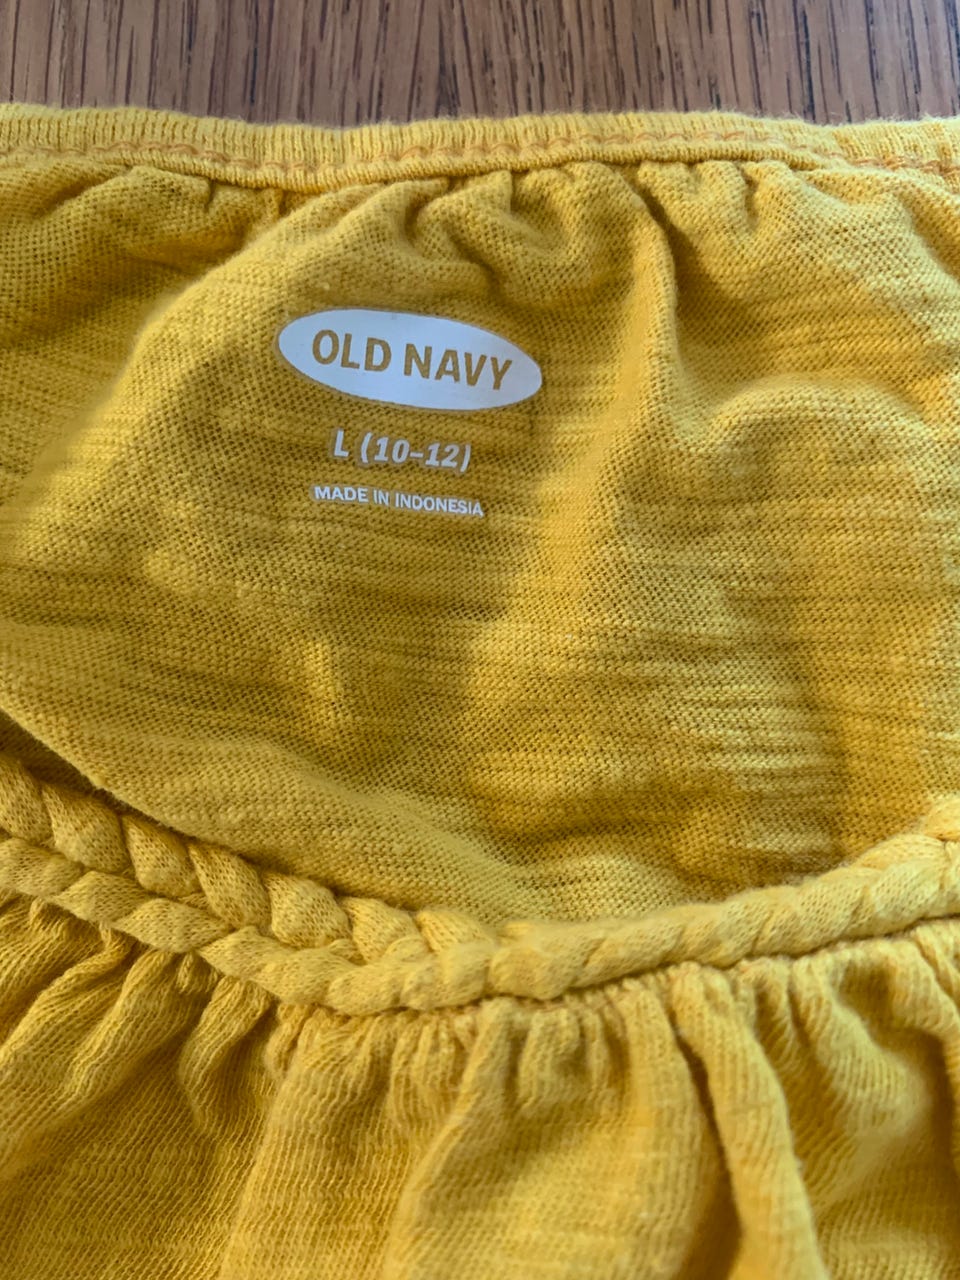 OLD NAVY
L (10-12)
MADE IN INDONESIA